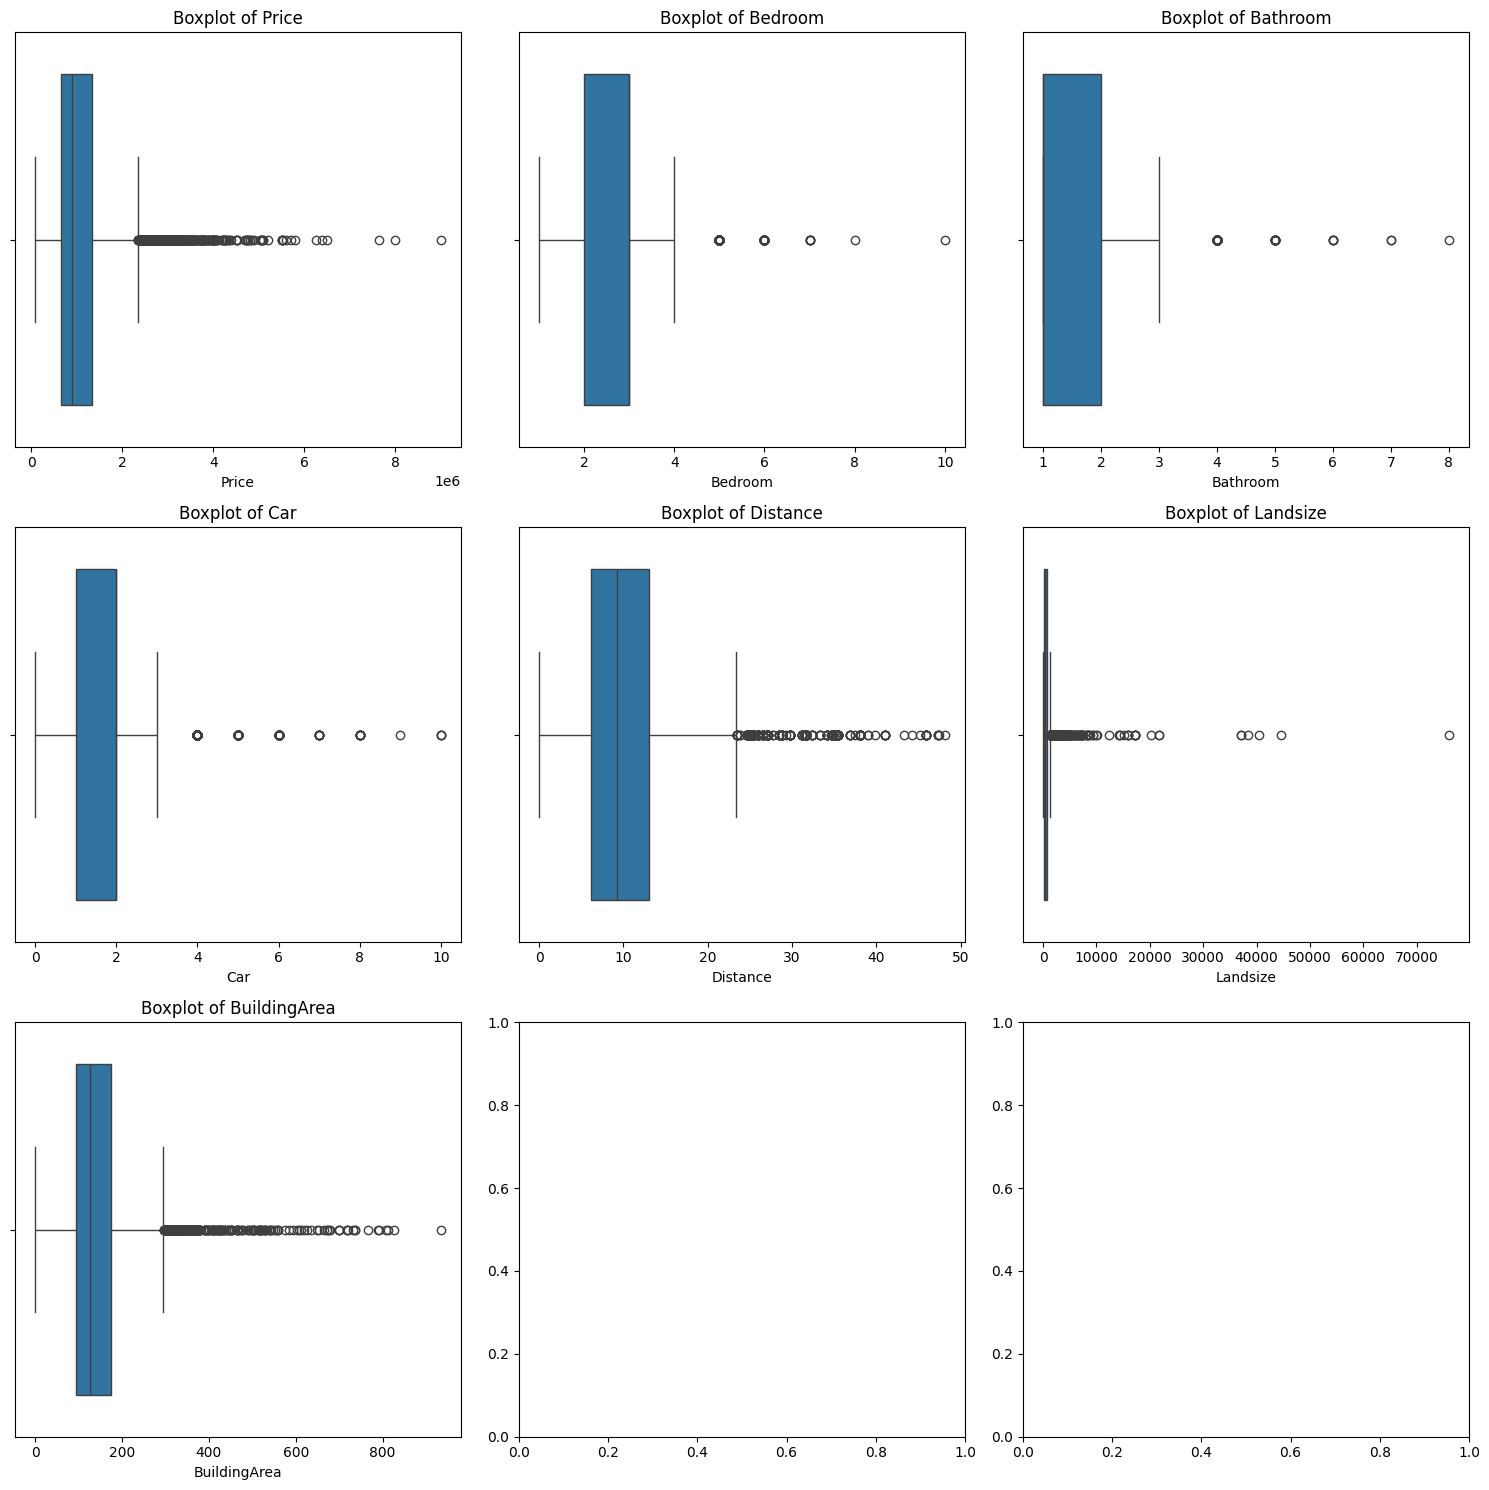 Boxplot of Price
0 2 4 6 8
1e6
Price
Boxplot of Bedroom
2 4 6 8 10
Bedroom
Boxplot of Bathroom
1 2 3 4 5 6 7 8
Bathroom
Boxplot of Car
0 2 4 6 8 10
Car
Boxplot of Distance
0 10 20 30 40 50
Distance
Boxplot of Landsize
0 10000 20000 30000 40000 50000 60000 70000
Landsize
Boxplot of BuildingArea
0 200 400 600 800
BuildingArea
1.0
0.8
0.6
0.4
0.2
0.0
0.0 0.2 0.4 0.6 0.8 1.0
1.0
0.8
0.6
0.4
0.2
0.0
0.0 0.2 0.4 0.6 0.8 1.0